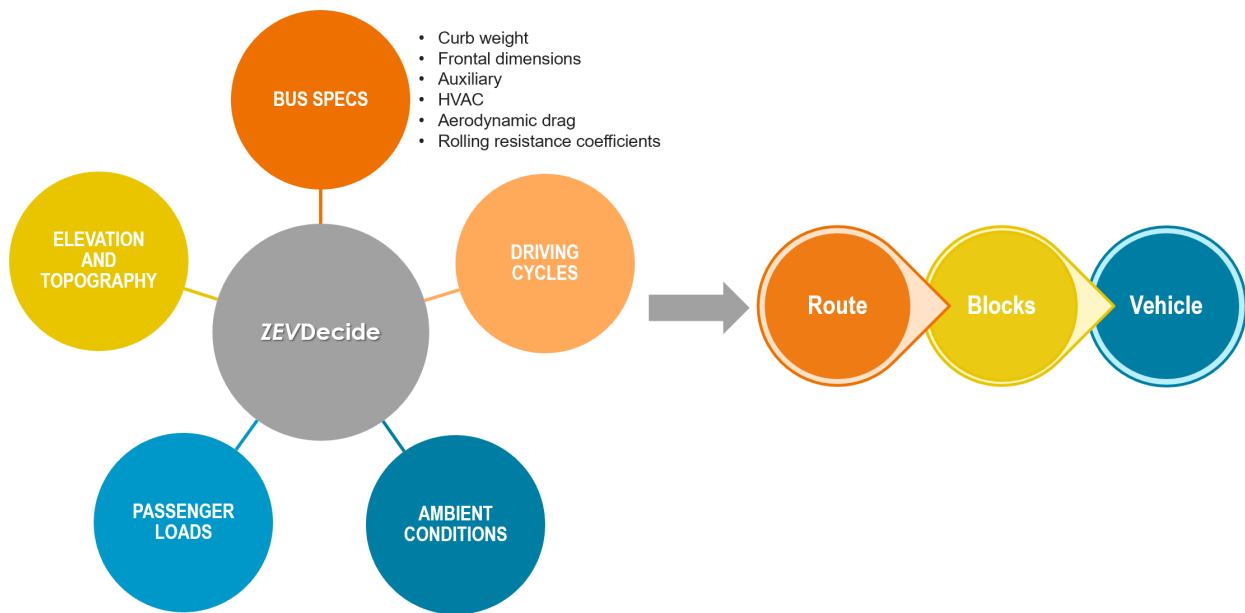 BUS SPECS
• Curb weight
• Frontal dimensions
• Auxiliary
• HVAC
• Aerodynamic drag
• Rolling resistance coefficients
ELEVATION
AND
TOPOGRAPHY
DRIVING
CYCLES
ZEVDecide
PASSENGER
LOADS
AMBIENT
CONDITIONS
Route
Blocks
Vehicle